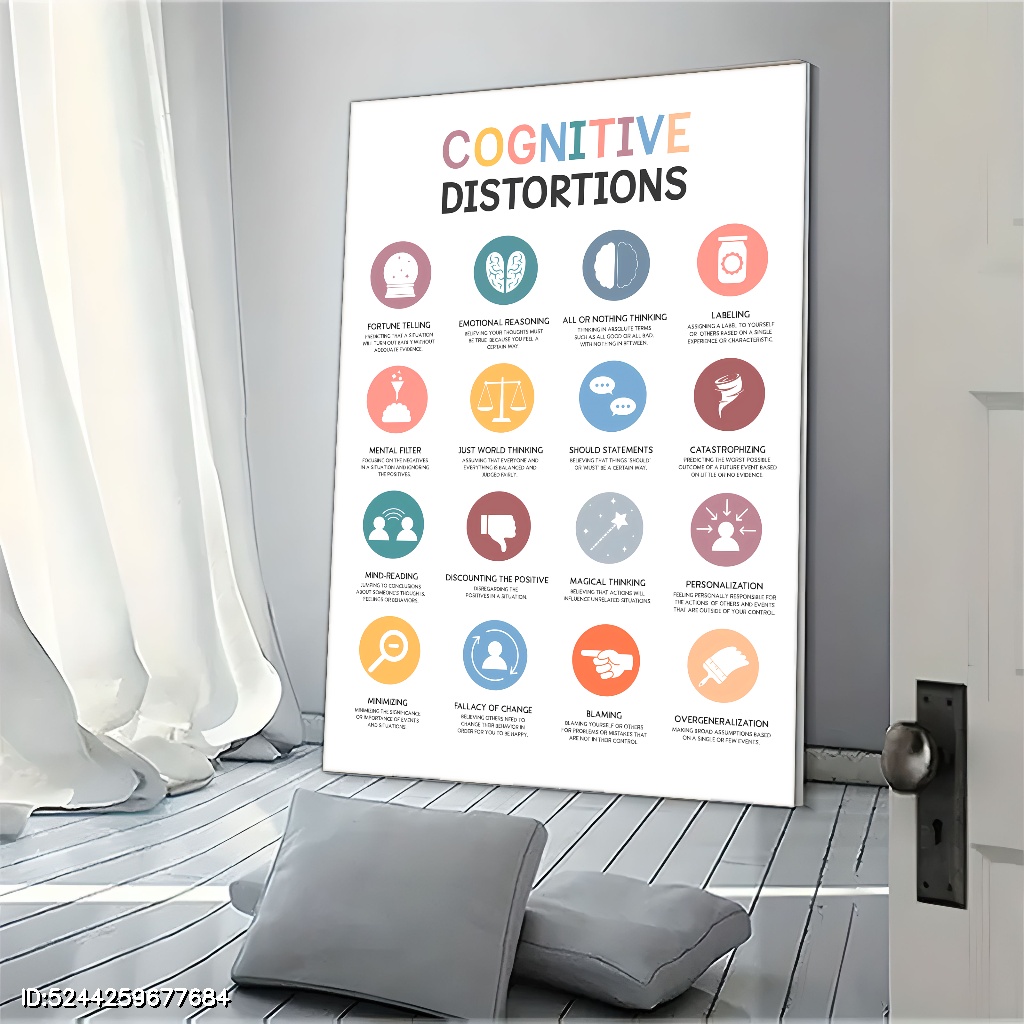 COGNITIVE
DISTORTIONS
FORTUNE TELLING
PREDICTING THAT A SITUATION
WILL TURN OUT BADLY WITHOUT
ADEQUATE EVIDENCE.
EMOTIONAL REASONING
BELIEVING YOUR THOUGHTS MUST
BE TRUE BECAUSE YOU FEEL A
CERTAIN WAY.
ALL OR NOTHING THINKING
THINKING IN ABSOLUTE TERMS
SUCH AS ALL GOOD OR ALL BAD,
WITH NOTHING IN BETWEEN.
LABELING
ASSIGNING A LABEL TO YOURSELF
OR OTHERS BASED ON A SINGLE
EXPERIENCE OR CHARACTERISTIC.
MENTAL FILTER
FOCUSING ON THE NEGATIVES
IN A SITUATION AND IGNORING
THE POSITIVES.
JUST WORLD THINKING
ASSUMING THAT EVERYONE AND
EVERYTHING IS BALANCED AND
JUDGED FAIRLY.
SHOULD STATEMENTS
BELIEVING THAT THINGS 'SHOULD'
OR 'MUST' BE A CERTAIN WAY.
CATASTROPHIZING
PREDICTING THE WORST POSSIBLE
OUTCOME OF A FUTURE EVENT BASED
ON LITTLE OR NO EVIDENCE.
MIND-READING
JUMPING TO CONCLUSIONS
ABOUT SOMEONE'S THOUGHTS,
FEELINGS OR BEHAVIORS.
DISCOUNTING THE POSITIVE
DISREGARDING THE
POSITIVES IN A SITUATION.
MAGICAL THINKING
BELIEVING THAT ACTIONS WILL
INFLUENCE UNRELATED SITUATIONS
PERSONALIZATION
FEELING PERSONALLY RESPONSIBLE FOR
THE ACTIONS OF OTHERS AND EVENTS
THAT ARE OUTSIDE OF YOUR CONTROL.
MINIMIZING
MINIMIZING THE SIGNIFICANCE
OR IMPORTANCE OF EVENTS
AND SITUATIONS
FALLACY OF CHANGE
BELIEVING OTHERS NEED TO
CHANGE THEIR BEHAVIOR IN
ORDER FOR YOU TO BE HAPPY.
BLAMING
BLAMING YOURSELF OR OTHERS
FOR PROBLEMS OR MISTAKES THAT
ARE NOT IN THEIR CONTROL.
OVERGENERALIZATION
MAKING BROAD ASSUMPTIONS BASED
ON A SINGLE OR FEW EVENTS.
ID:5244259677684